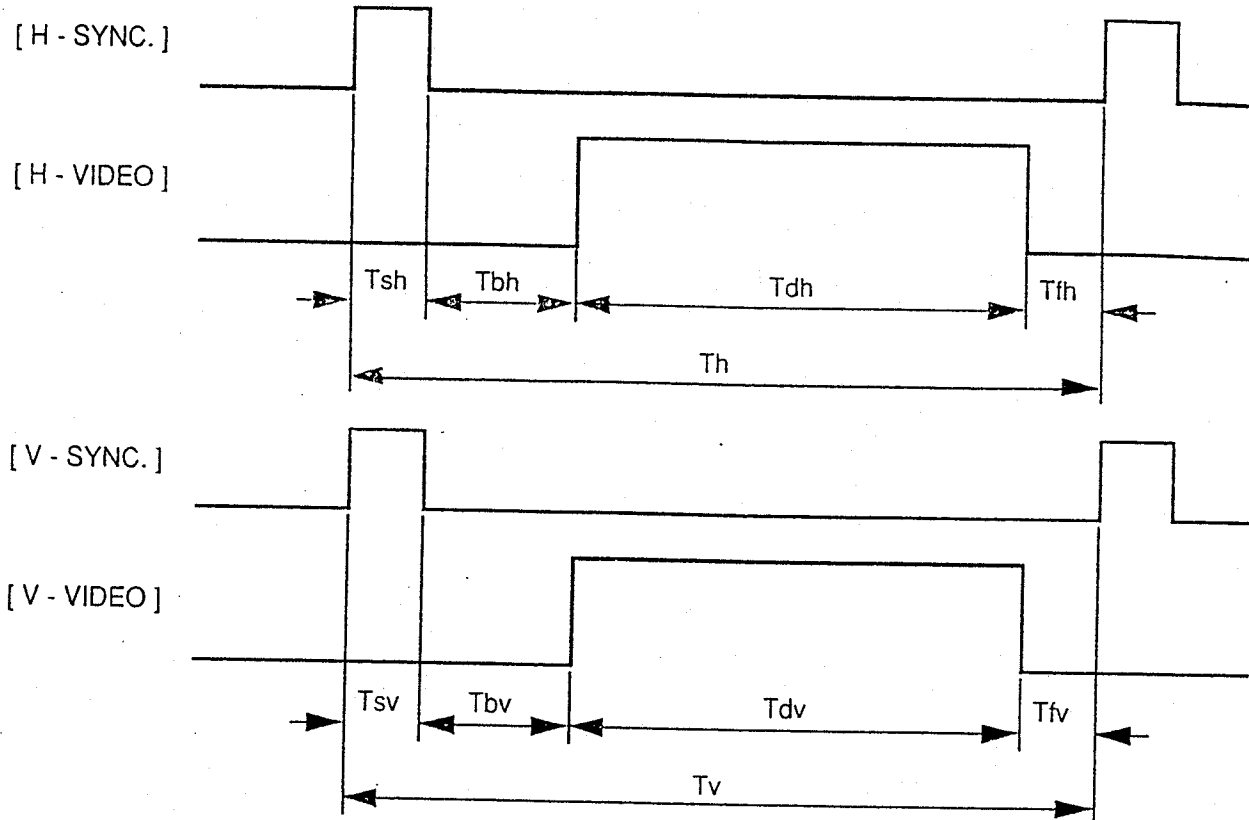 [ H - SYNC. ]
[ H - VIDEO ]
Tsh
Tbh
Tdh
Tfh
Th
[ V - SYNC. ]
[ V - VIDEO ]
Tsv
Tbv
Tdv
Tfv
Tv